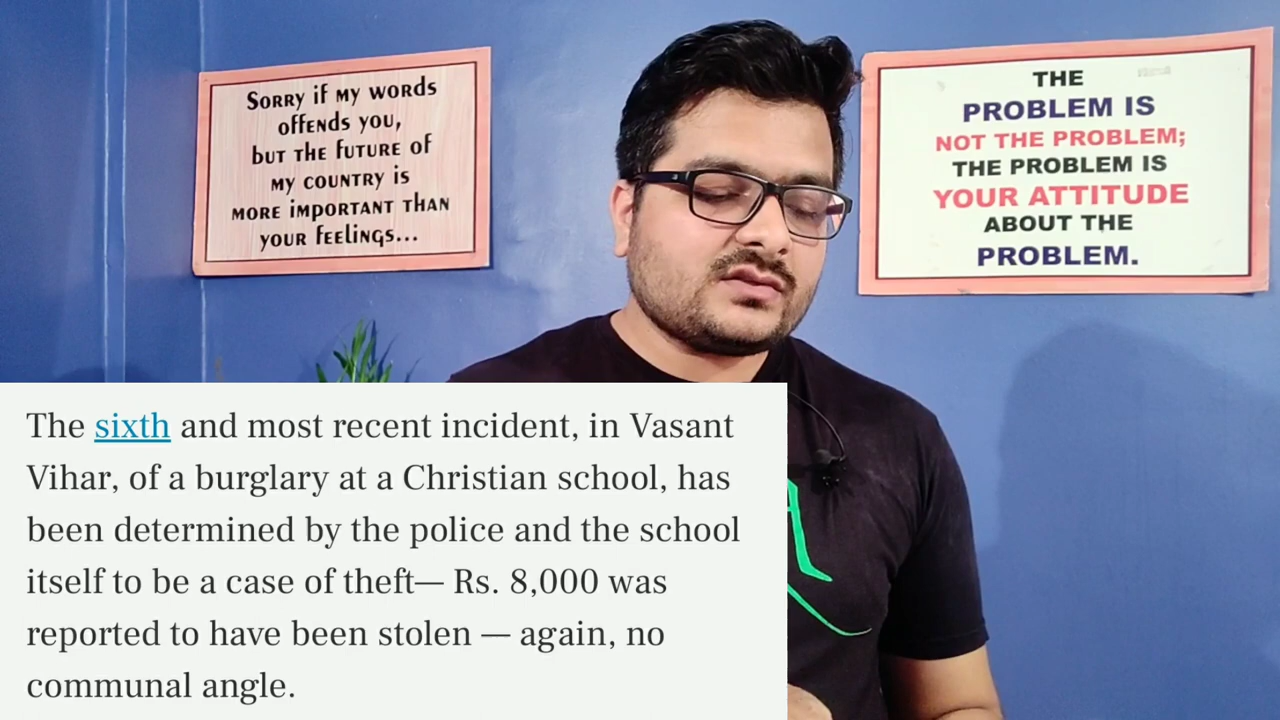 Sorry if my words
offends you,
but the future of
my country is
more important than
your feelings...
THE
PROBLEM IS
NOT THE PROBLEM;
THE PROBLEM IS
YOUR ATTITUDE
ABOUT THE
PROBLEM.
The sixth and most recent incident, in Vasant
Vihar, of a burglary at a Christian school, has
been determined by the police and the school
itself to be a case of theft— Rs. 8,000 was
reported to have been stolen — again, no
communal angle.